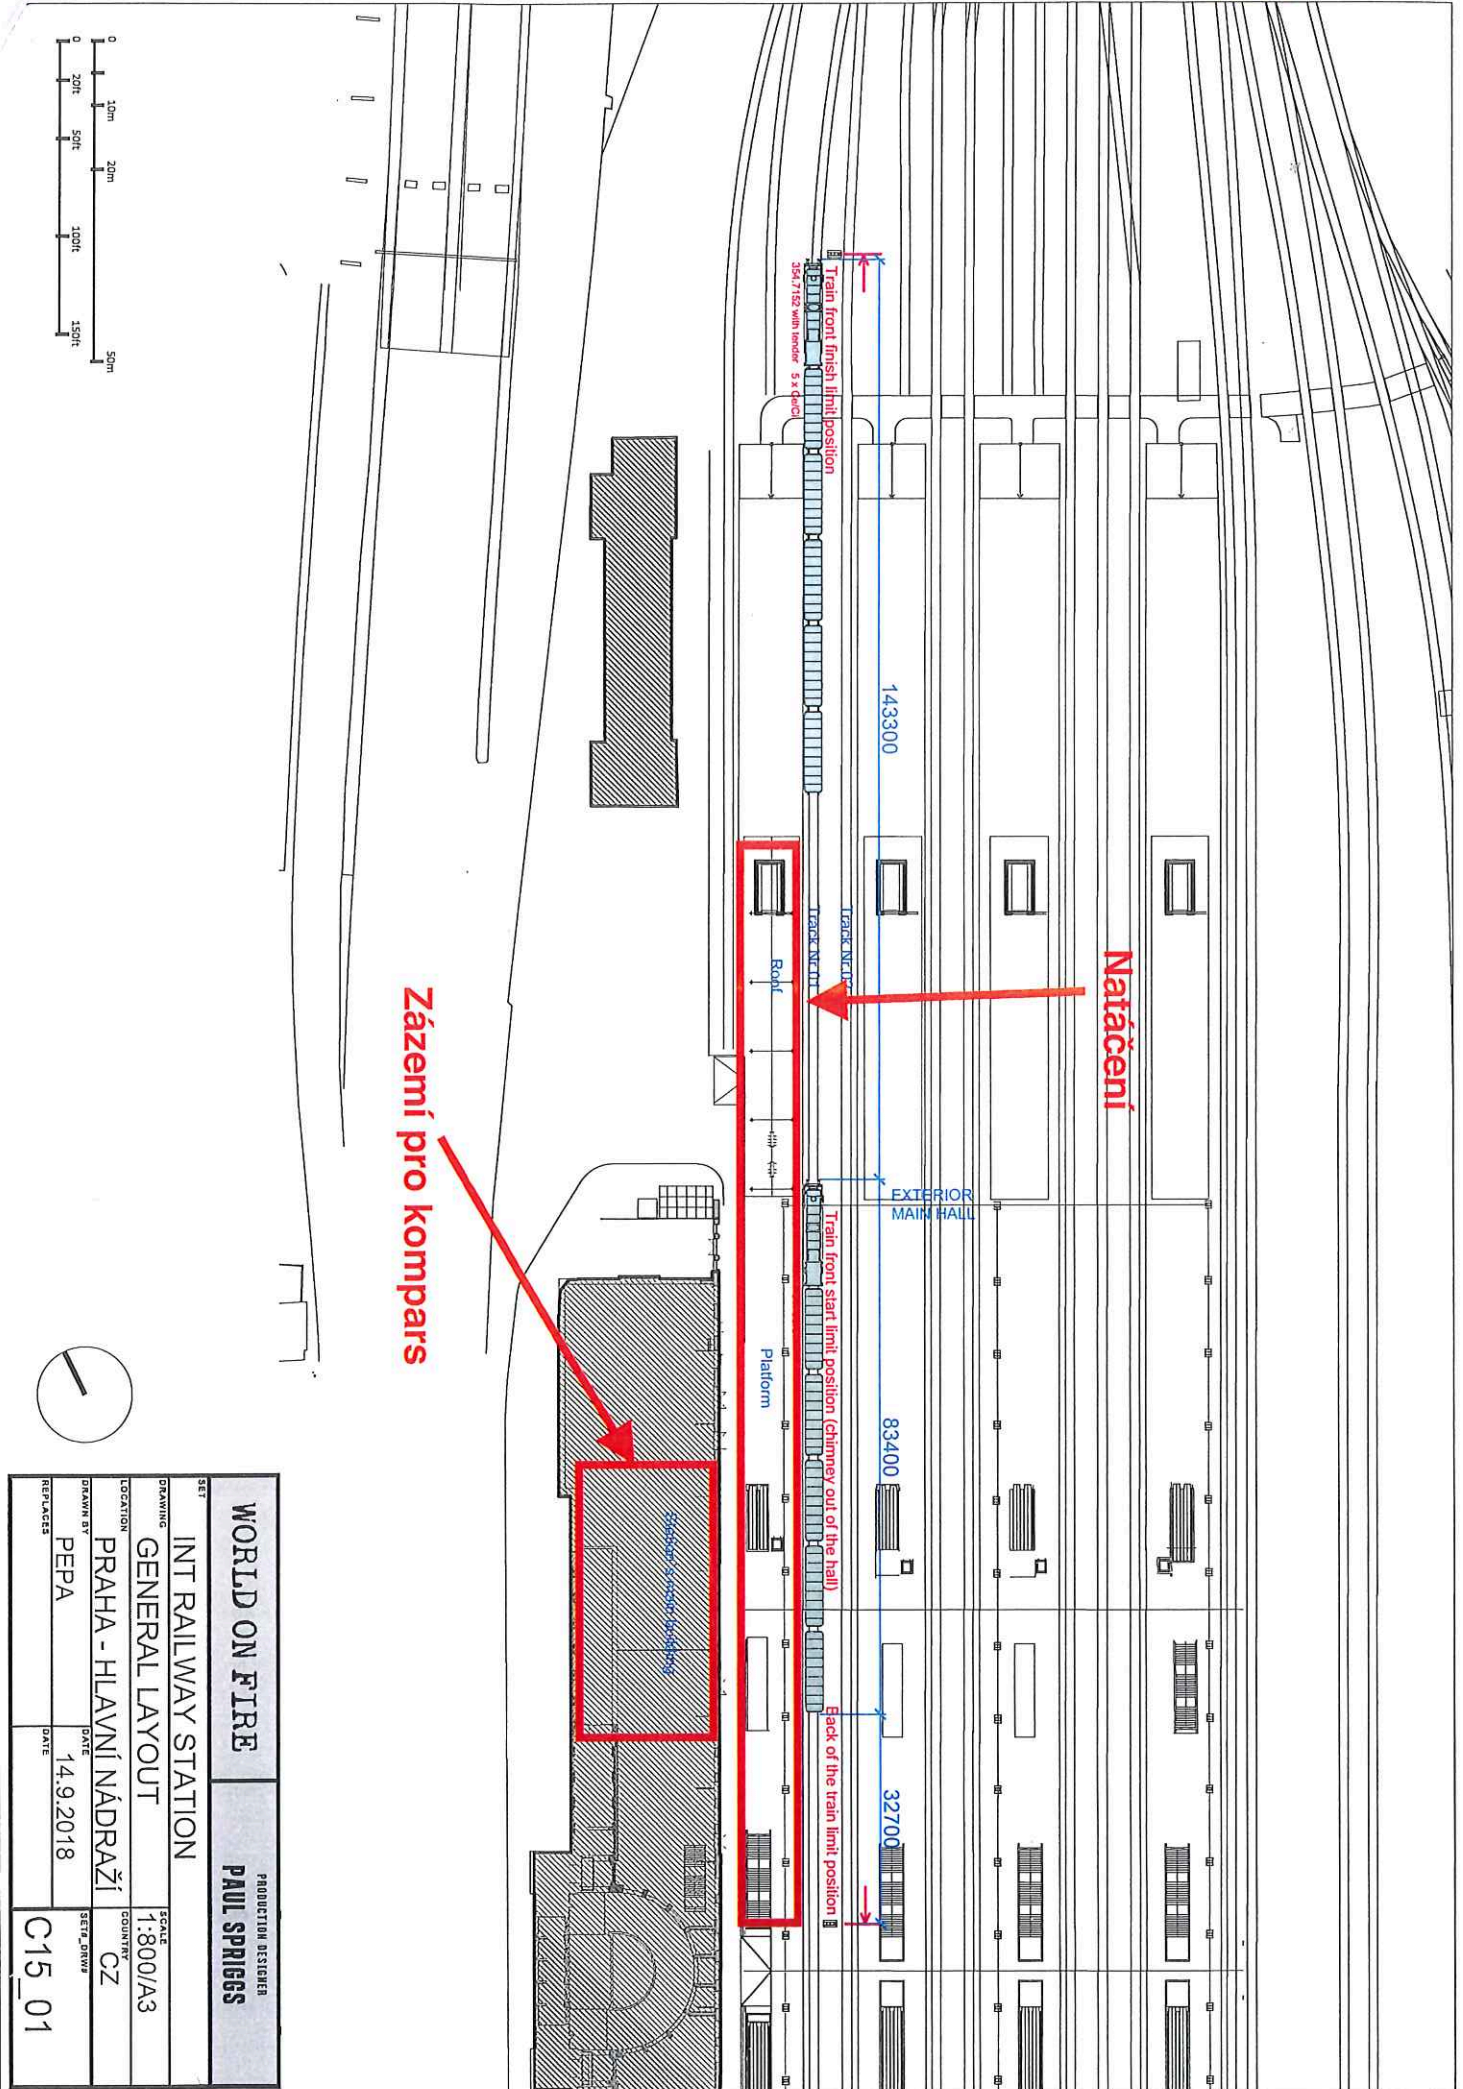 Natáčení
Train front finish limit position
354.7152 with tender
143300
Track Nr.02
Track Nr.01
Roof
EXTERIOR
MAIN HALL
Train front start limit position (chimney out of the hall)
83400
Platform
32700
Back of the train limit position
Zázemí pro kompars
0 10m 20m 50m
0 20ft 50ft 100ft 150ft
WORLD ON FIRE
PRODUCTION DESIGNER
PAUL SPRIGGS
SET
INT RAILWAY STATION
DRAWING
GENERAL LAYOUT
SCALE
1:800/A3
LOCATION
PRAHA - HLAVNÍ NÁDRAŽÍ
COUNTRY
CZ
DRAWN BY
PEPA
DATE
14.9.2018
REPLACES
DATE
C15_01